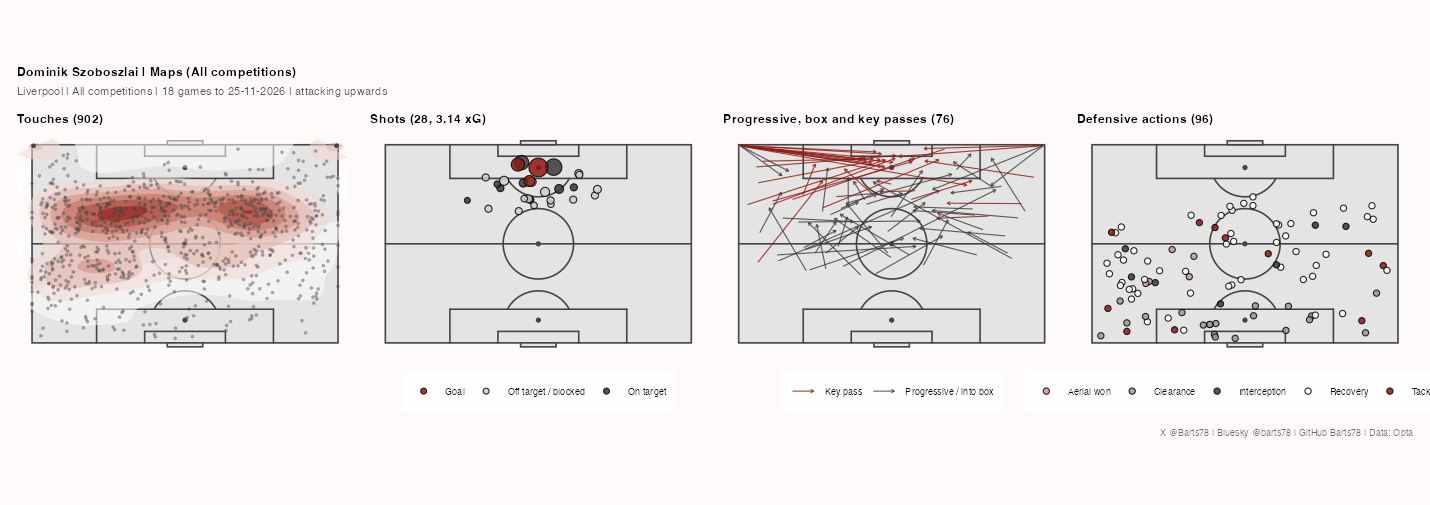 Dominik Szoboszlai | Maps (All competitions)
Liverpool | All competitions | 18 games to 25-11-2026 | attacking upwards
Touches (902)
Shots (28, 3.14 xG)
Progressive, box and key passes (76)
Defensive actions (96)
Goal Off target / blocked On target
Key pass Progressive / into box
Aerial won Clearance Interception Recovery Tack
X @Barts78 | Bluesky @barts78 | GitHub Barts78 | Data: Opta